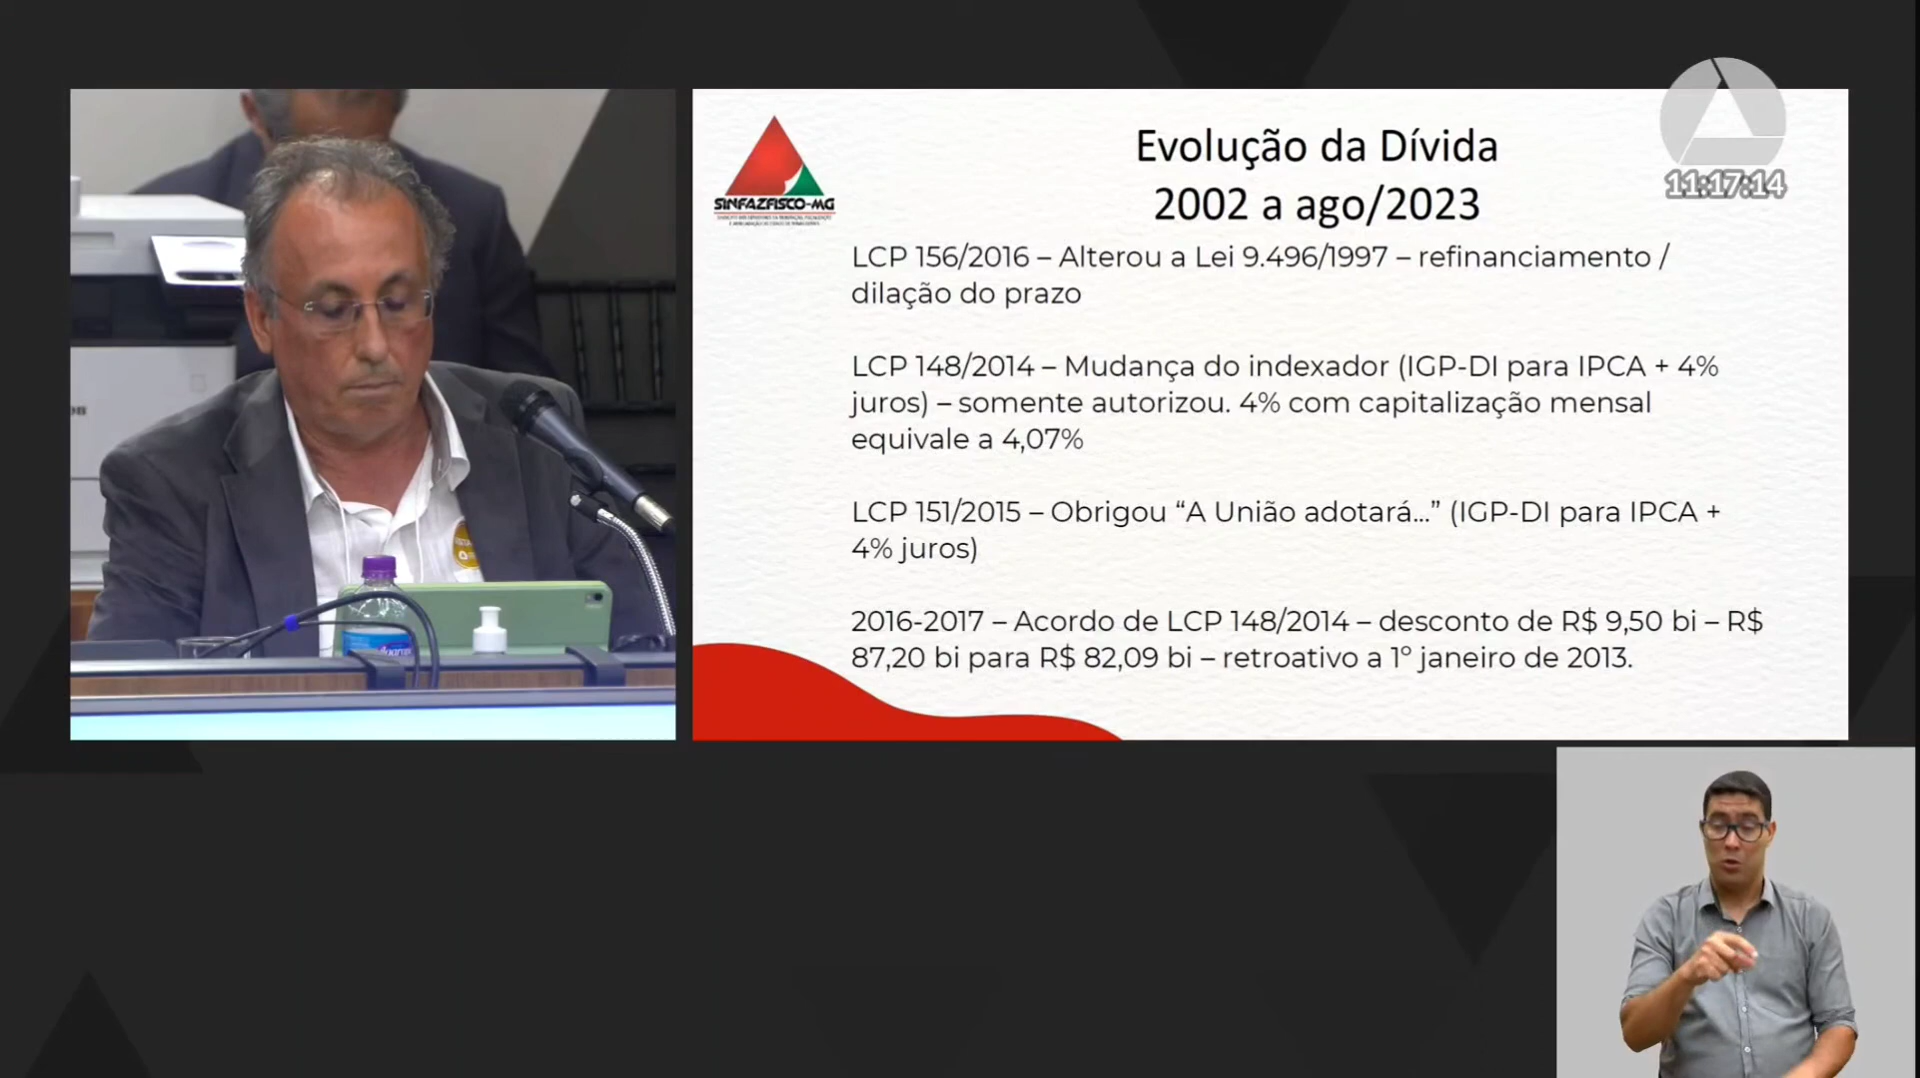 Evolução da Dívida
2002 a ago/2023
11:17:14
SINFAZFISCO-MG
LCP 156/2016 – Alterou a Lei 9.496/1997 – refinanciamento /
dilação do prazo
LCP 148/2014 – Mudança do indexador (IGP-DI para IPCA + 4%
juros) – somente autorizou. 4% com capitalização mensal
equivale a 4,07%
LCP 151/2015 – Obrigou “A União adotará...” (IGP-DI para IPCA +
4% juros)
2016-2017 – Acordo de LCP 148/2014 – desconto de R$ 9,50 bi – R$
87,20 bi para R$ 82,09 bi – retroativo a 1º janeiro de 2013.